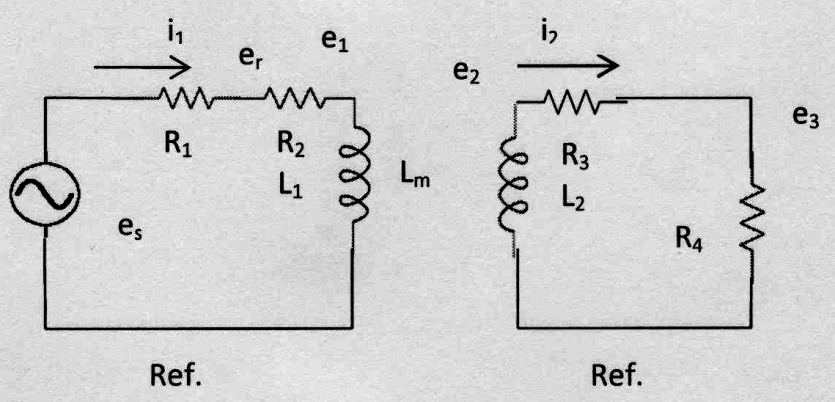 i₁
e₁
eᵣ
i₂
e₂
e₃
R₁
R₂
L₁
Lₘ
R₃
L₂
R₄
eₛ
Ref.
Ref.